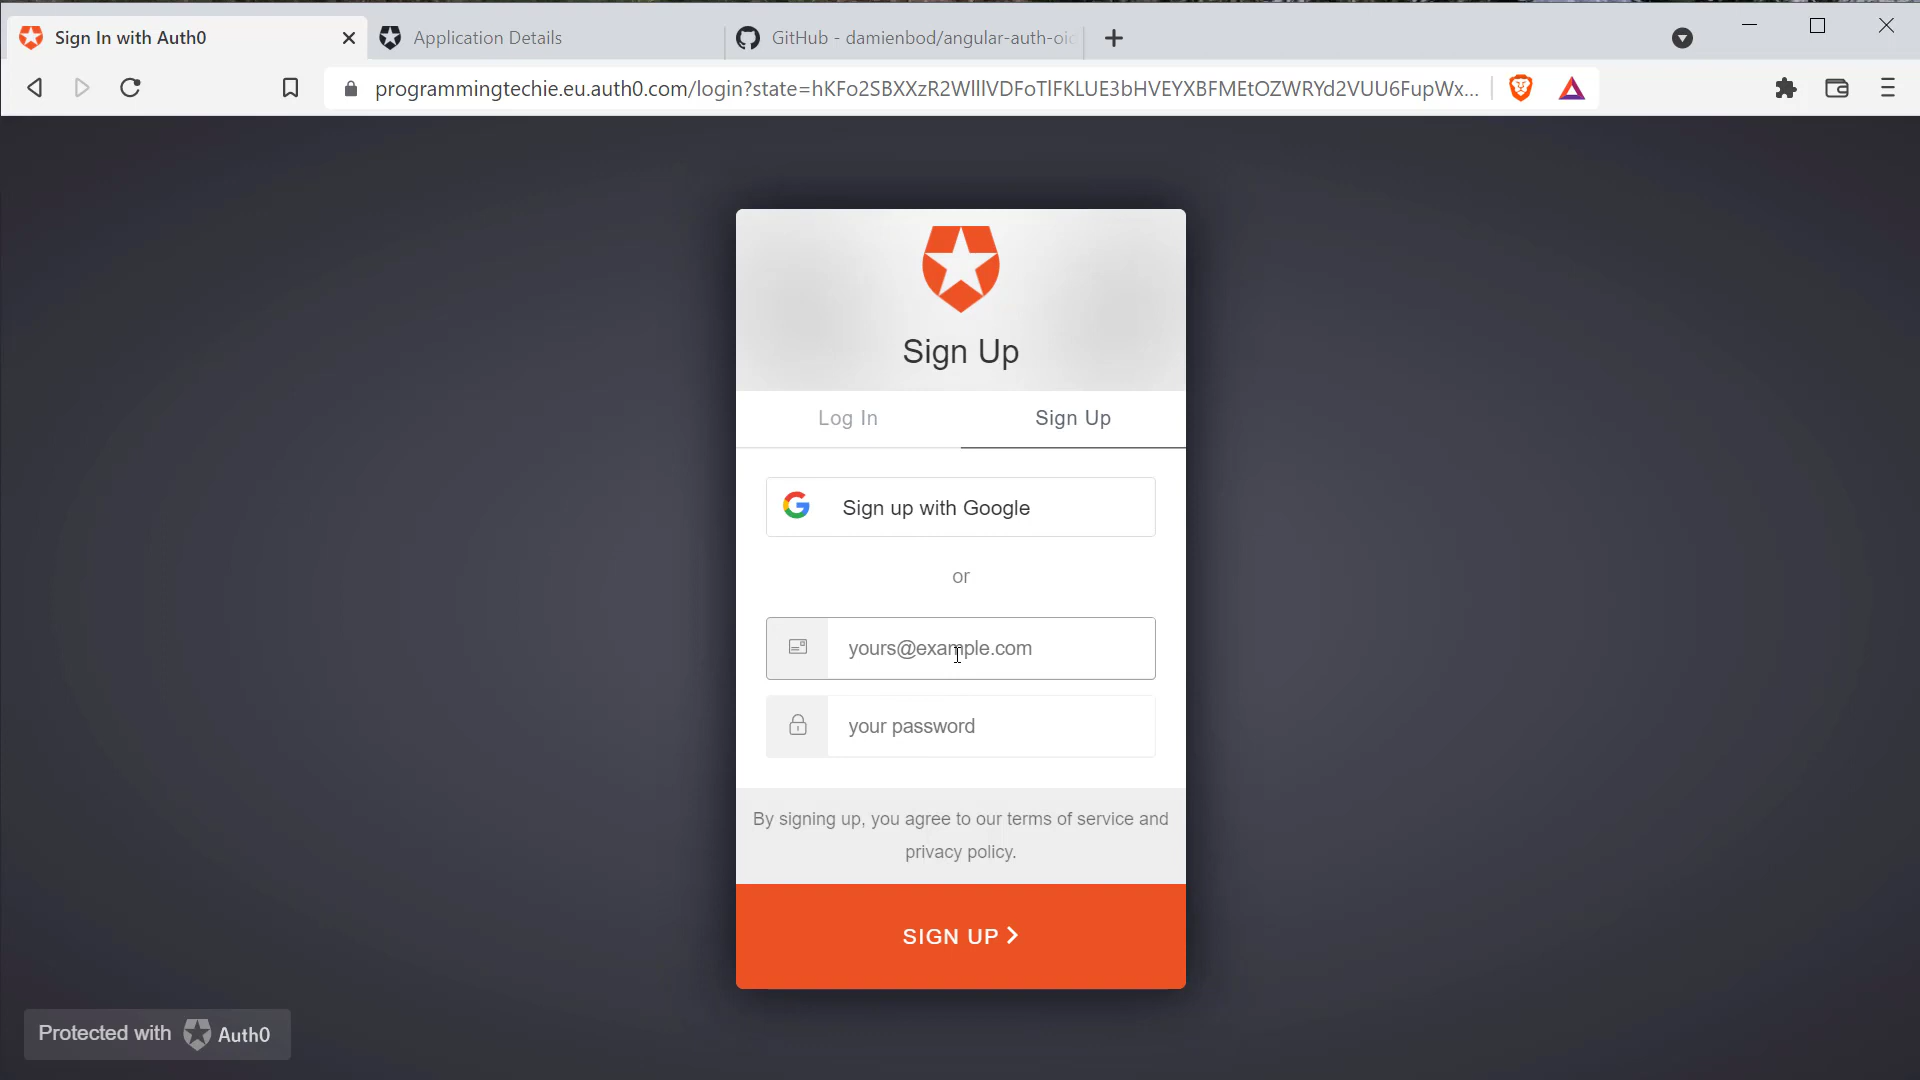 Sign In with Auth0
Application Details
GitHub - damienbod/angular-auth-oid
programmingtechie.eu.auth0.com/login?state=hKFo2SBXXzR2WlllVDFoTlFKLUE3bHVEYXBFMEtOZWRYd2VUU6FupWx...
Sign Up
Log In
Sign Up
Sign up with Google
or
yours@example.com
your password
By signing up, you agree to our terms of service and
privacy policy.
SIGN UP
Protected with Auth0